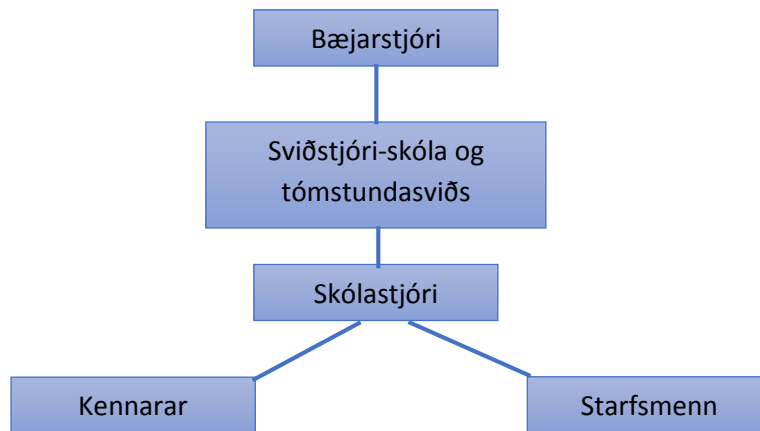 Bæjarstjóri
Sviðstjóri-skóla og
tómstundasviðs
Skólastjóri
Kennarar
Starfsmenn